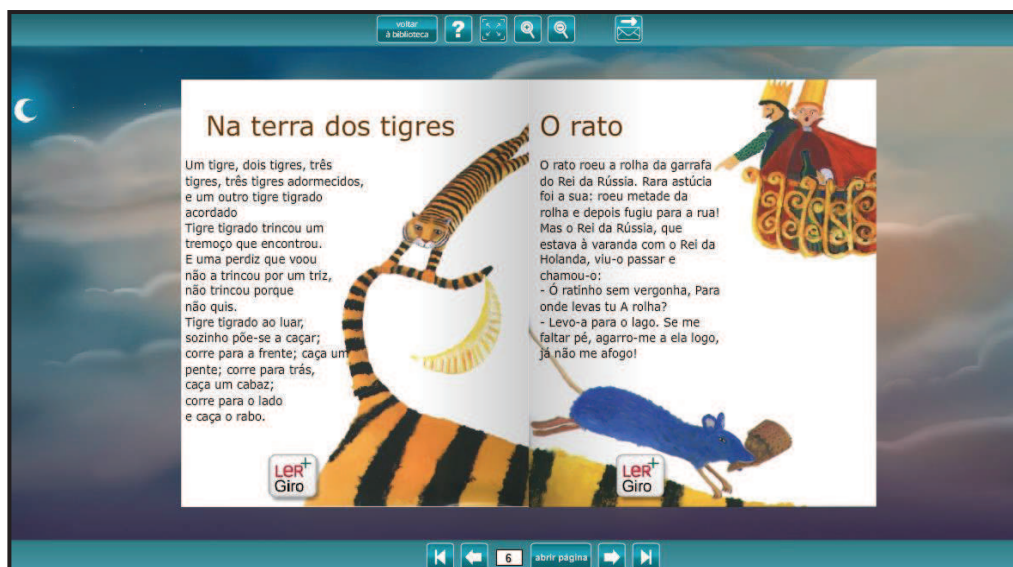 voltar
à biblioteca
?
Na terra dos tigres
Um tigre, dois tigres, três
tigres, três tigres adormecidos,
e um outro tigre tigrado
acordado
Tigre tigrado trincou um
tremoço que encontrou.
E uma perdiz que voou
não a trincou por um triz,
não trincou porque
não quis.
Tigre tigrado ao luar,
sozinho põe-se a caçar;
corre para a frente; caça um
pente; corre para trás,
caça um cabaz;
corre para o lado
e caça o rabo.
LeR+
Giro
O rato
O rato roeu a rolha da garrafa
do Rei da Rússia. Rara astúcia
foi a sua: roeu metade da
rolha e depois fugiu para a rua!
Mas o Rei da Rússia, que
estava à varanda com o Rei da
Holanda, viu-o passar e
chamou-o:
- Ó ratinho sem vergonha, Para
onde levas tu A rolha?
- Levo-a para o lago. Se me
faltar pé, agarro-me a ela logo,
já não me afogo!
LeR+
Giro
6
abrir página